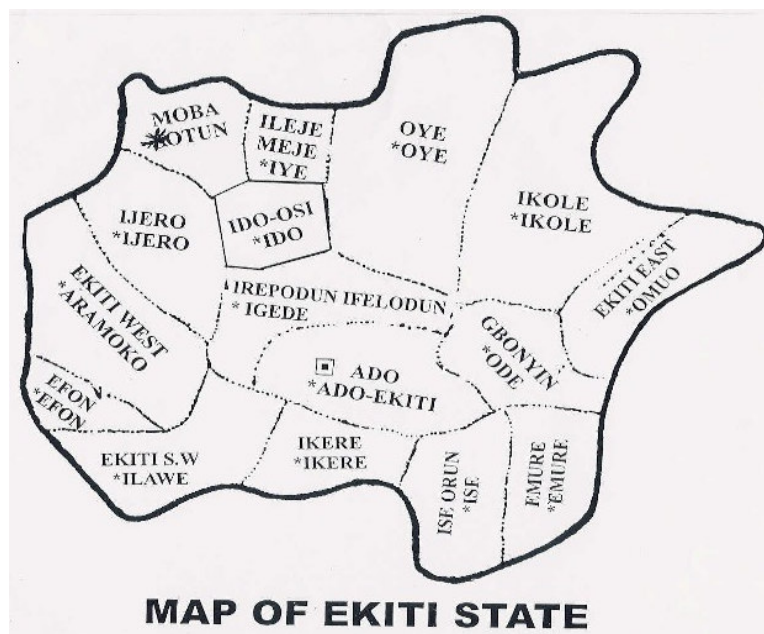 MOBA
*OTUN
ILEJE
MEJE
*IYE
OYE
*OYE
IKOLE
*IKOLE
IJERO
*IJERO
IDO-OSI
*IDO
EKITI EAST
*OMUO
EKITI WEST
*ARAMOKO
IREPODUN IFELODUN
* IGEDE
GBONYIN
*ODE
ADO
*ADO-EKITI
EFON
*EFON
EKITI S.W
*ILAWE
IKERE
*IKERE
ISE ORUN
*ISE
EMURE
*EMURE
MAP OF EKITI STATE